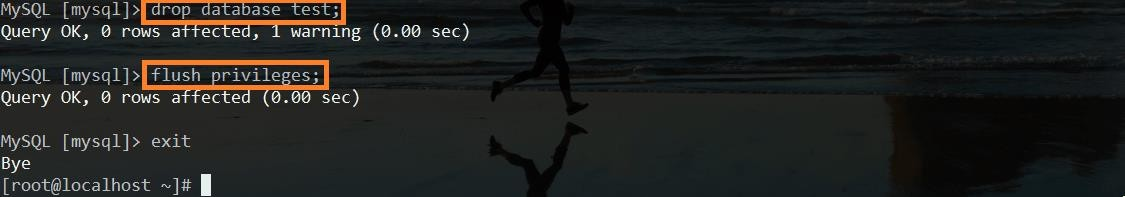 MySQL [mysql]> drop database test;
Query OK, 0 rows affected, 1 warning (0.00 sec)
MySQL [mysql]> flush privileges;
Query OK, 0 rows affected (0.00 sec)
MySQL [mysql]> exit
Bye
[root@localhost ~]#